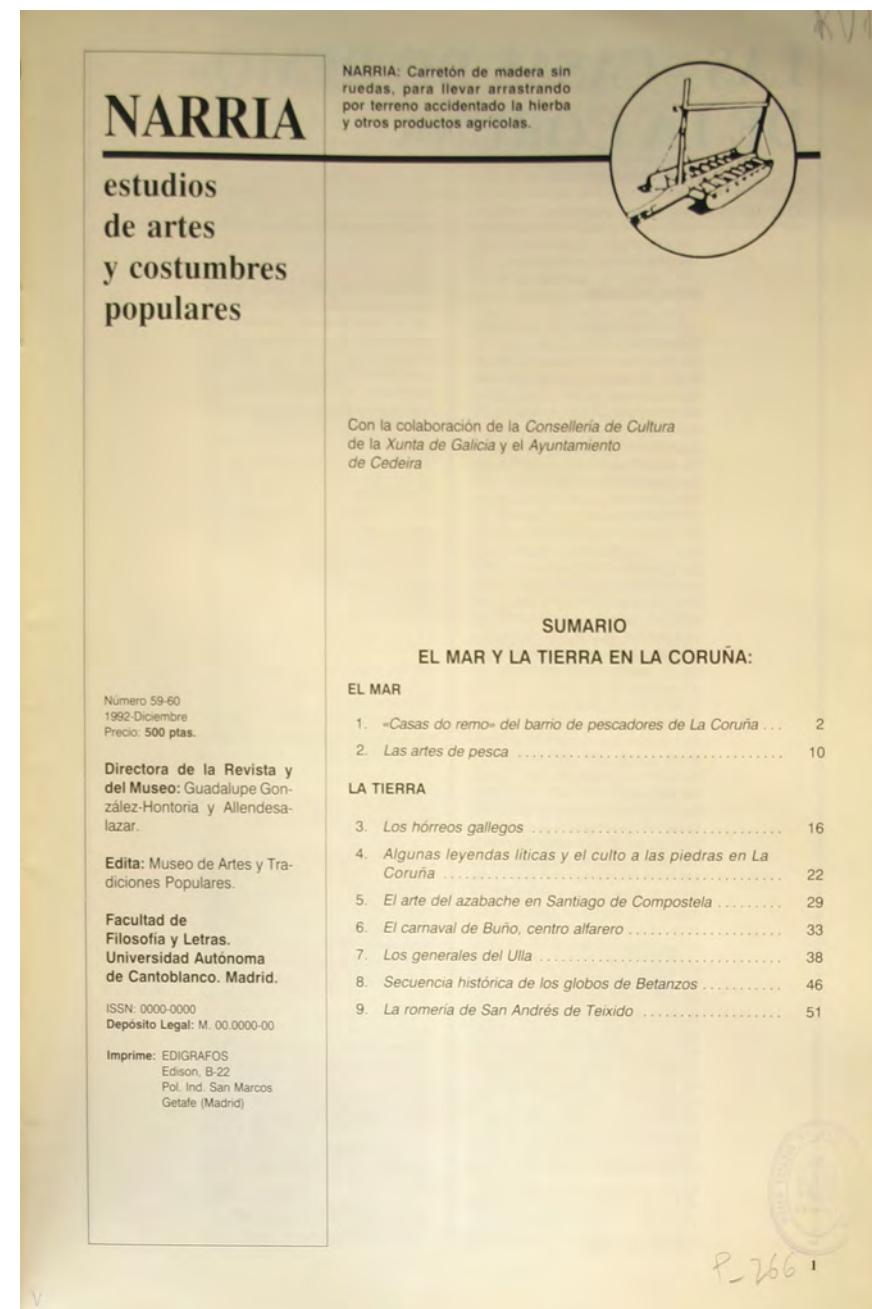 NARRIA: Carretón de madera sin
ruedas, para llevar arrastrando
por terreno accidentado la hierba
y otros productos agrícolas.
NARRIA
estudios
de artes
y costumbres
populares
Con la colaboración de la Consellería de Cultura
de la Xunta de Galicia y el Ayuntamiento
de Cedeira
SUMARIO
EL MAR Y LA TIERRA EN LA CORUÑA:
EL MAR
1. «Casas do remo» del barrio de pescadores de La Coruña . . . 2
2. Las artes de pesca . . . . . . . . . . . . . . . . . . . . 10
LA TIERRA
3. Los hórreos gallegos . . . . . . . . . . . . . . . . . . . . 16
4. Algunas leyendas líticas y el culto a las piedras en La
Coruña . . . . . . . . . . . . . . . . . . . . 22
5. El arte del azabache en Santiago de Compostela . . . . . . . . . 29
6. El carnaval de Buño, centro alfarero . . . . . . . . . . . . . . . 33
7. Los generales del Ulla . . . . . . . . . . . . . . . . . . . . 38
8. Secuencia histórica de los globos de Betanzos . . . . . . . . . . . 46
9. La romería de San Andrés de Teixido . . . . . . . . . . . . . . . 51
Número 59-60
1992-Diciembre
Precio: 500 ptas.
Directora de la Revista y
del Museo: Guadalupe Gon-
zález-Hontoria y Allendesa-
lazar.
Edita: Museo de Artes y Tra-
diciones Populares.
Facultad de
Filosofía y Letras.
Universidad Autónoma
de Cantoblanco. Madrid.
ISSN: 0000-0000
Depósito Legal: M. 00.0000-00
Imprime: EDIGRAFOS
Edison, B-22
Pol. Ind. San Marcos
Getafe (Madrid)
P_266
1